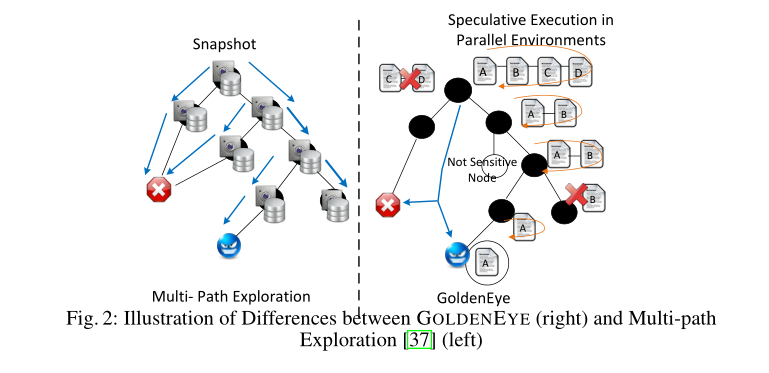 Snapshot
Speculative Execution in
Parallel Environments
C D
A B C D
A B
Not Sensitive
Node
A B
B
A
A
Multi- Path Exploration
GoldenEye
Fig. 2: Illustration of Differences between GOLDENEYE (right) and Multi-path
Exploration [37] (left)